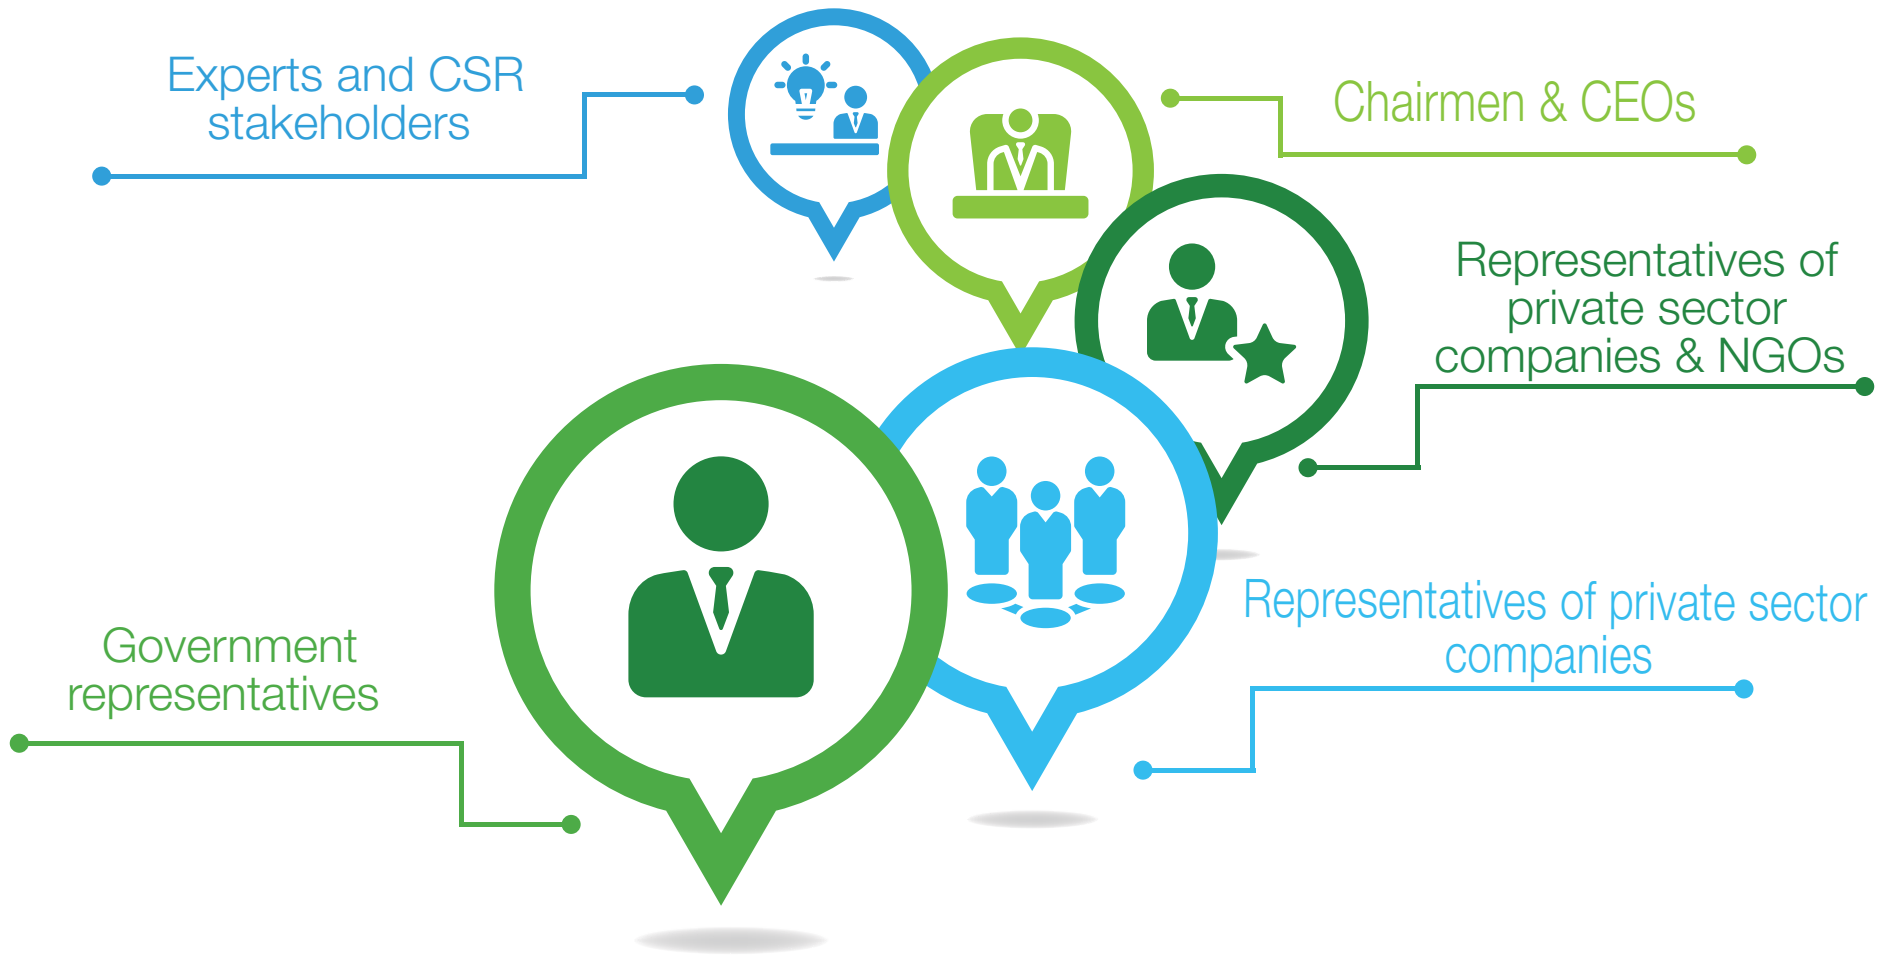 Experts and CSR
stakeholders
Chairmen & CEOs
Representatives of
private sector
companies & NGOs
Representatives of private sector
companies
Government
representatives